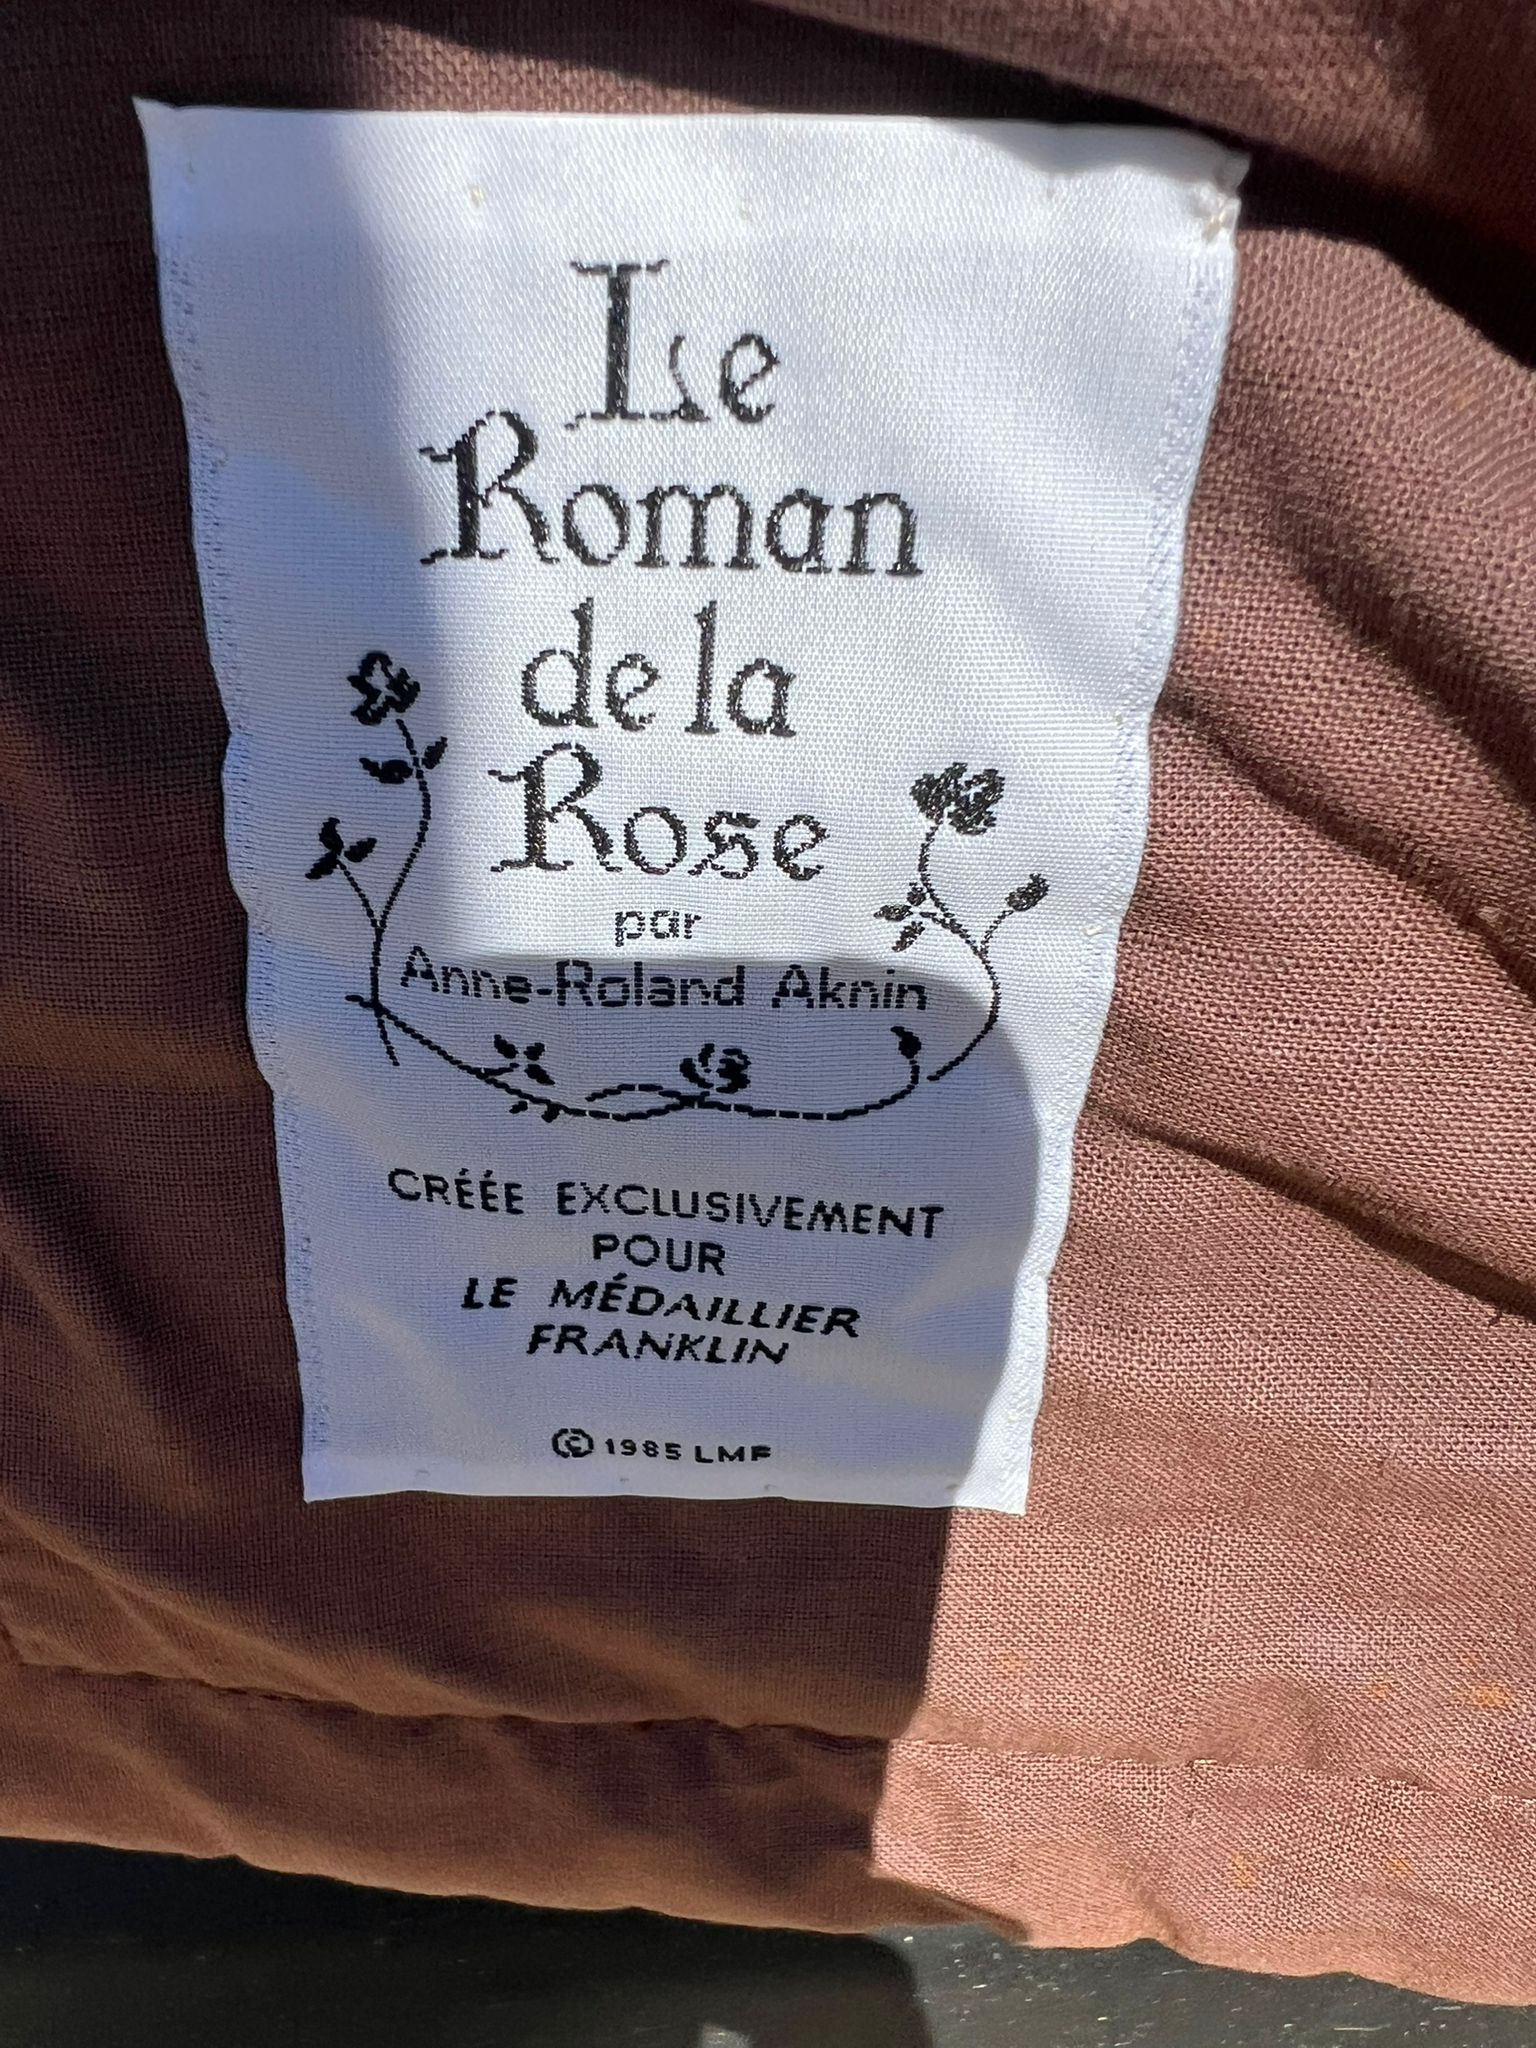 Le
Roman
de la
Rose
par
Anne-Roland Aknin
CRÉÉE EXCLUSIVEMENT
POUR
LE MÉDAILLIER
FRANKLIN
© 1985 LMF